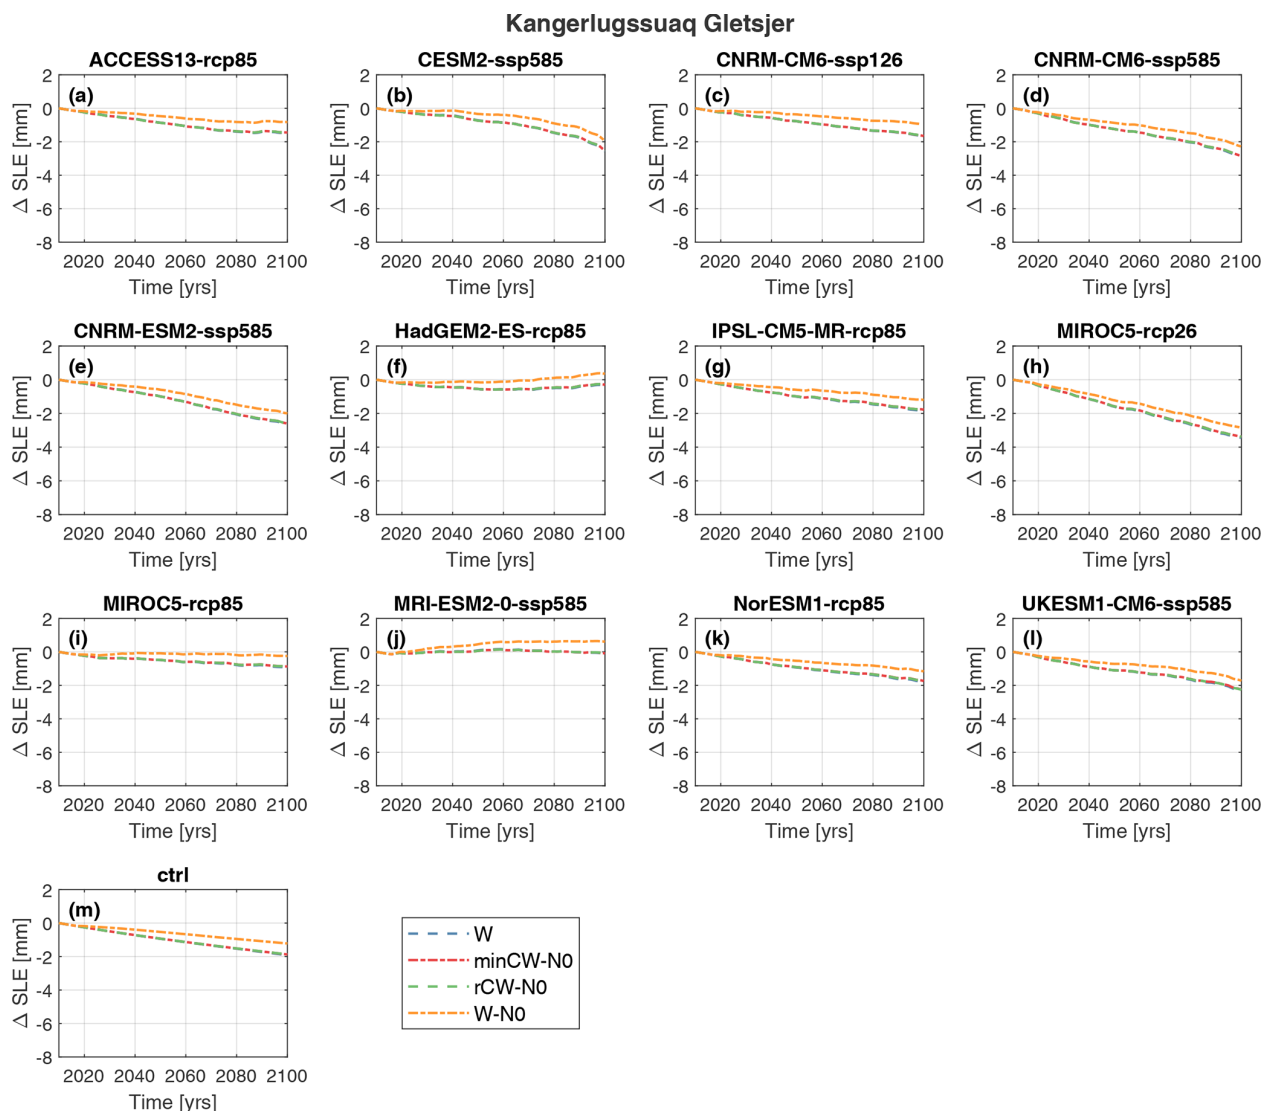 Kangerlugssuaq Gletsjer
ACCESS13-rcp85
(a)
2
0
-2
-4
-6
-8
Δ SLE [mm]
2020 2040 2060 2080 2100
Time [yrs]
CESM2-ssp585
(b)
2
0
-2
-4
-6
-8
Δ SLE [mm]
2020 2040 2060 2080 2100
Time [yrs]
CNRM-CM6-ssp126
(c)
2
0
-2
-4
-6
-8
Δ SLE [mm]
2020 2040 2060 2080 2100
Time [yrs]
CNRM-CM6-ssp585
(d)
2
0
-2
-4
-6
-8
Δ SLE [mm]
2020 2040 2060 2080 2100
Time [yrs]
CNRM-ESM2-ssp585
(e)
2
0
-2
-4
-6
-8
Δ SLE [mm]
2020 2040 2060 2080 2100
Time [yrs]
HadGEM2-ES-rcp85
(f)
2
0
-2
-4
-6
-8
Δ SLE [mm]
2020 2040 2060 2080 2100
Time [yrs]
IPSL-CM5-MR-rcp85
(g)
2
0
-2
-4
-6
-8
Δ SLE [mm]
2020 2040 2060 2080 2100
Time [yrs]
MIROC5-rcp26
(h)
2
0
-2
-4
-6
-8
Δ SLE [mm]
2020 2040 2060 2080 2100
Time [yrs]
MIROC5-rcp85
(i)
2
0
-2
-4
-6
-8
Δ SLE [mm]
2020 2040 2060 2080 2100
Time [yrs]
MRI-ESM2-0-ssp585
(j)
2
0
-2
-4
-6
-8
Δ SLE [mm]
2020 2040 2060 2080 2100
Time [yrs]
NorESM1-rcp85
(k)
2
0
-2
-4
-6
-8
Δ SLE [mm]
2020 2040 2060 2080 2100
Time [yrs]
UKESM1-CM6-ssp585
(l)
2
0
-2
-4
-6
-8
Δ SLE [mm]
2020 2040 2060 2080 2100
Time [yrs]
ctrl
(m)
2
0
-2
-4
-6
-8
Δ SLE [mm]
2020 2040 2060 2080 2100
Time [yrs]
W
minCW-N0
rCW-N0
W-N0